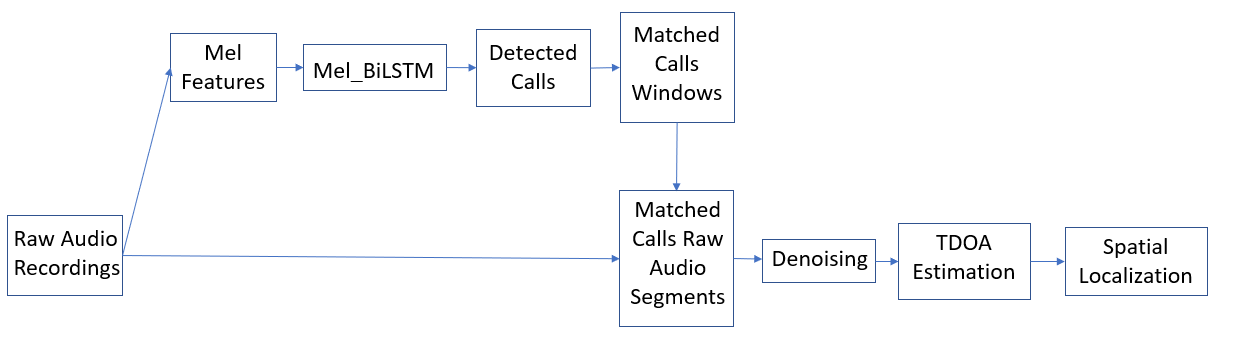 Mel
Features
Mel_BiLSTM
Detected
Calls
Matched
Calls
Windows
Raw Audio
Recordings
Matched
Calls Raw
Audio
Segments
Denoising
TDOA
Estimation
Spatial
Localization